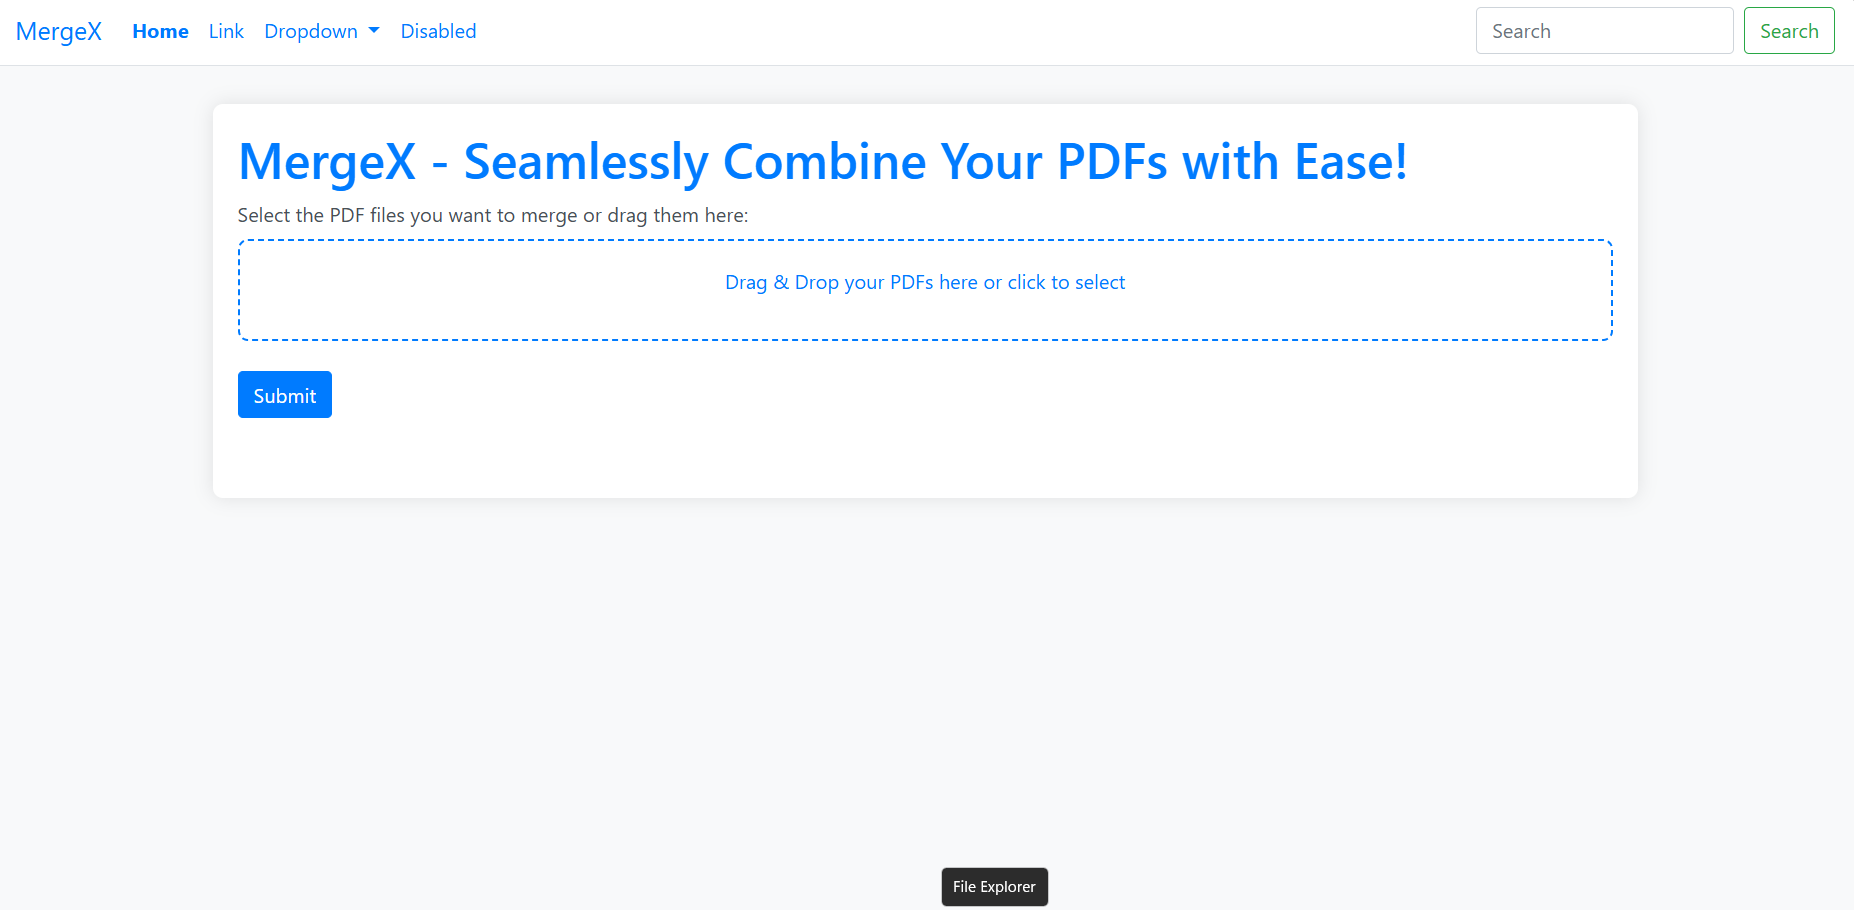 MergeX Home Link Dropdown Disabled Search Search
MergeX - Seamlessly Combine Your PDFs with Ease!
Select the PDF files you want to merge or drag them here:
Drag & Drop your PDFs here or click to select
Submit
File Explorer